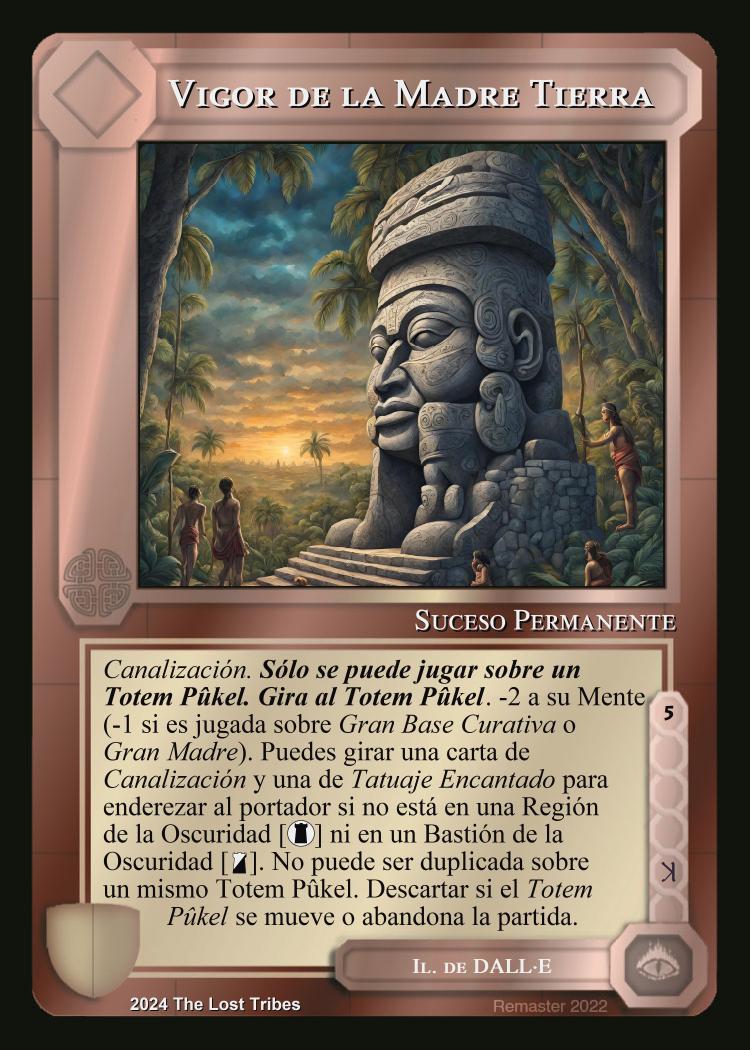 Vigor de la Madre Tierra
Suceso Permanente
Canalización. Sólo se puede jugar sobre un
Totem Pûkel. Gira al Totem Pûkel. -2 a su Mente
(-1 si es jugada sobre Gran Base Curativa o
Gran Madre). Puedes girar una carta de
Canalización y una de Tatuaje Encantado para
enderezar al portador si no está en una Región
de la Oscuridad [ ] ni en un Bastión de la
Oscuridad [ ]. No puede ser duplicada sobre
un mismo Totem Pûkel. Descartar si el Totem
Pûkel se mueve o abandona la partida.
5
Il. de DALL·E
2024 The Lost Tribes
Remaster 2022